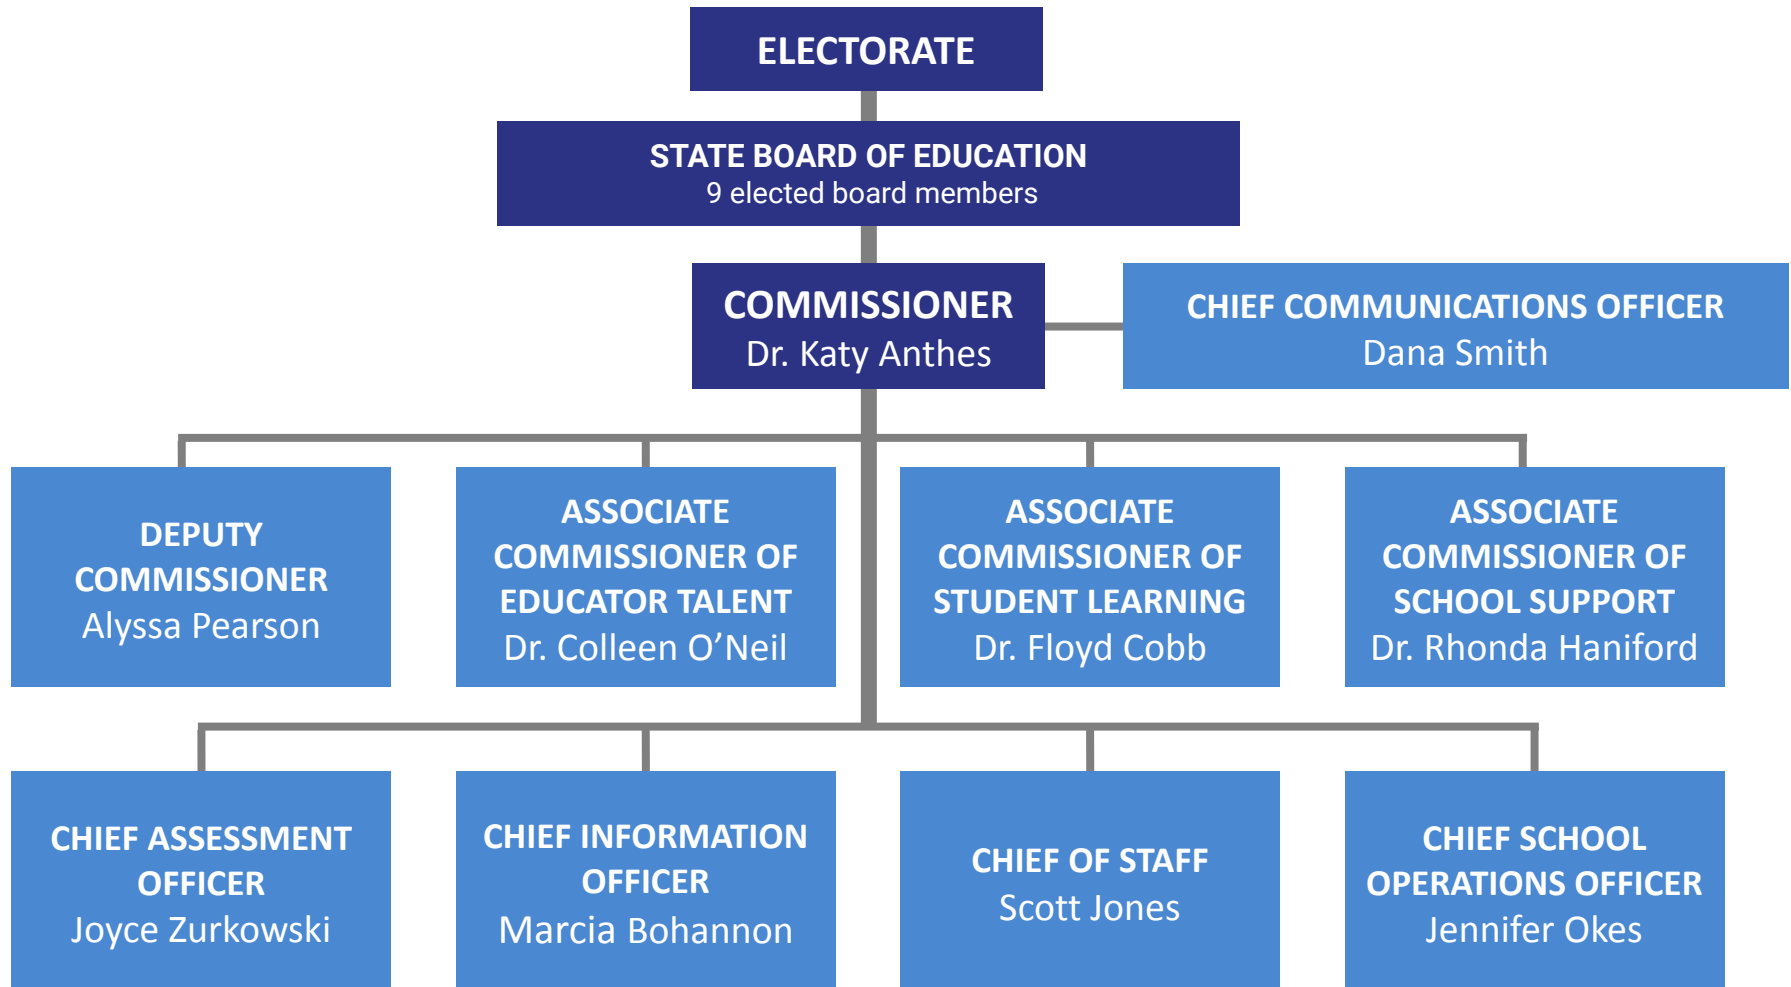 ELECTORATE
STATE BOARD OF EDUCATION
9 elected board members
COMMISSIONER
Dr. Katy Anthes
CHIEF COMMUNICATIONS OFFICER
Dana Smith
DEPUTY
COMMISSIONER
Alyssa Pearson
ASSOCIATE
COMMISSIONER OF
EDUCATOR TALENT
Dr. Colleen O’Neil
ASSOCIATE
COMMISSIONER OF
STUDENT LEARNING
Dr. Floyd Cobb
ASSOCIATE
COMMISSIONER OF
SCHOOL SUPPORT
Dr. Rhonda Haniford
CHIEF ASSESSMENT
OFFICER
Joyce Zurkowski
CHIEF INFORMATION
OFFICER
Marcia Bohannon
CHIEF OF STAFF
Scott Jones
CHIEF SCHOOL
OPERATIONS OFFICER
Jennifer Okes